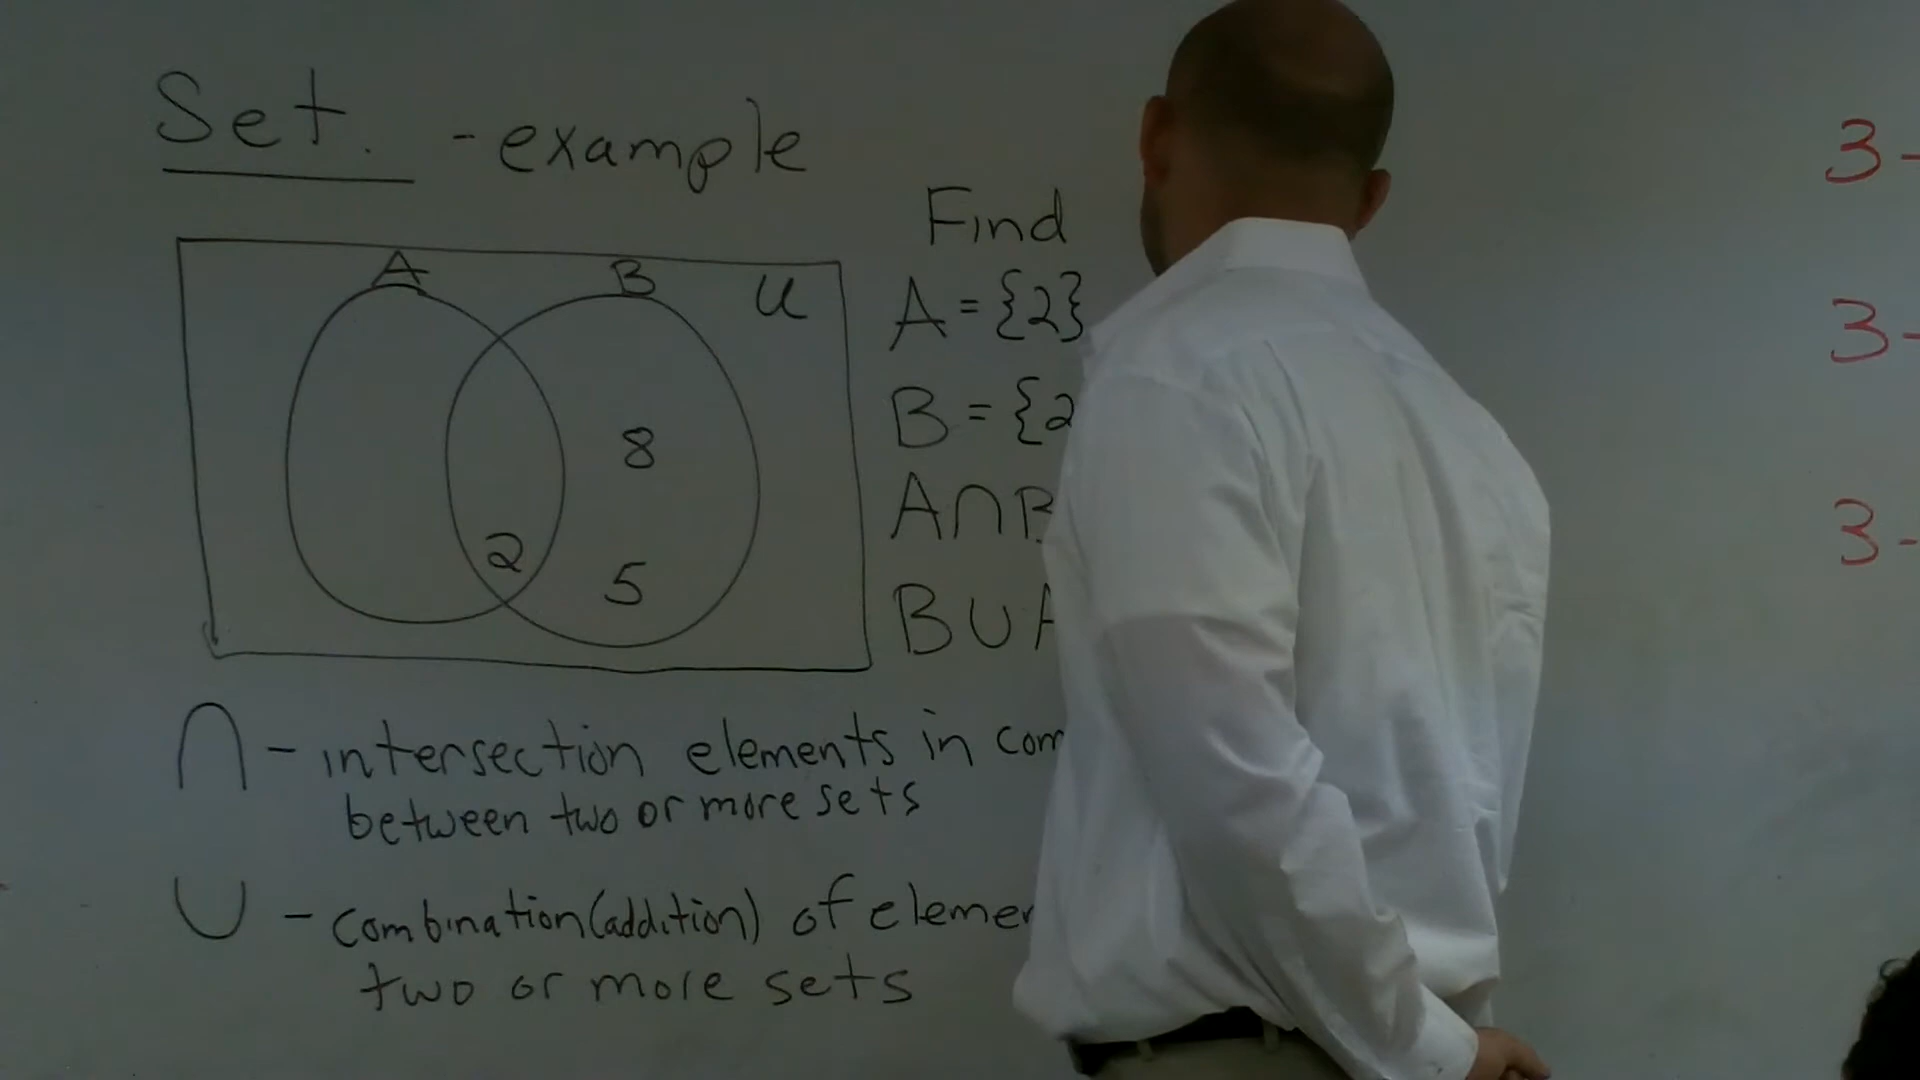 Set. - example
A B U
8
2
5
Find
A = {2}
B = {2
A∩B
B∪A
∩ - intersection elements in com
between two or more sets
∪ - combination(addition) of elemen
two or more sets
3-
3-
3-